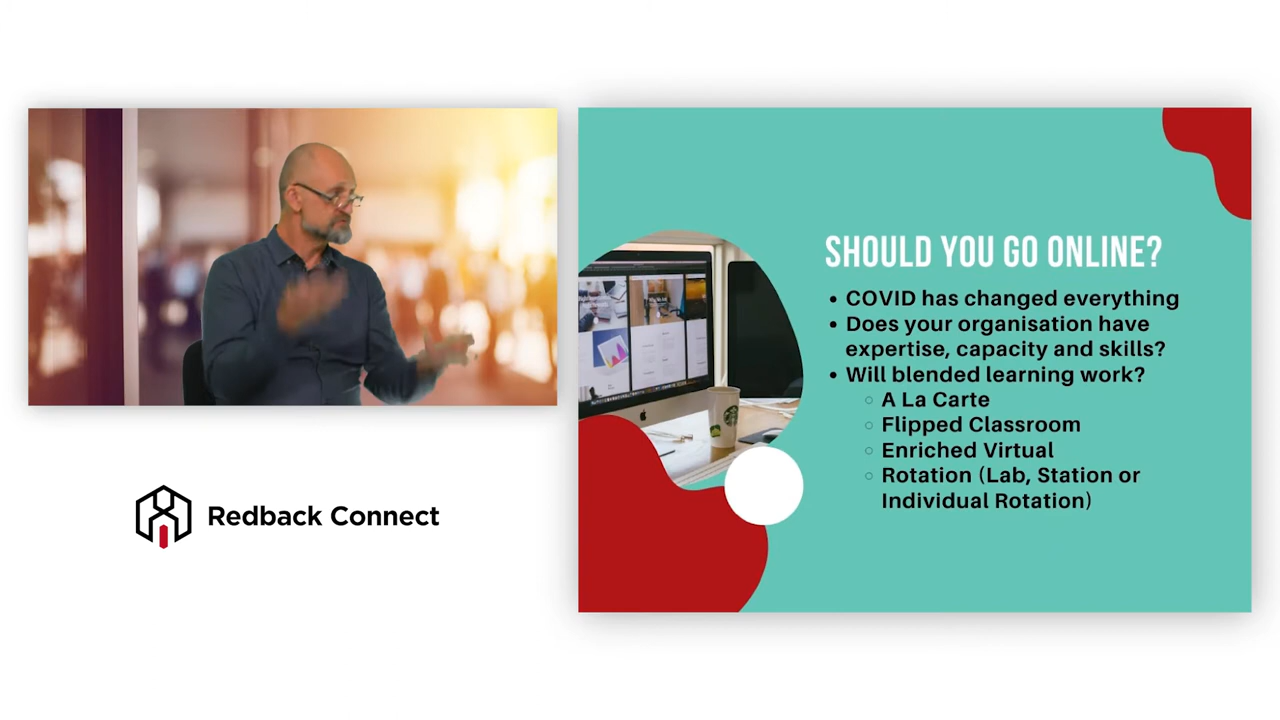 Redback Connect
SHOULD YOU GO ONLINE?
• COVID has changed everything
• Does your organisation have
expertise, capacity and skills?
• Will blended learning work?
○ A La Carte
○ Flipped Classroom
○ Enriched Virtual
○ Rotation (Lab, Station or
Individual Rotation)